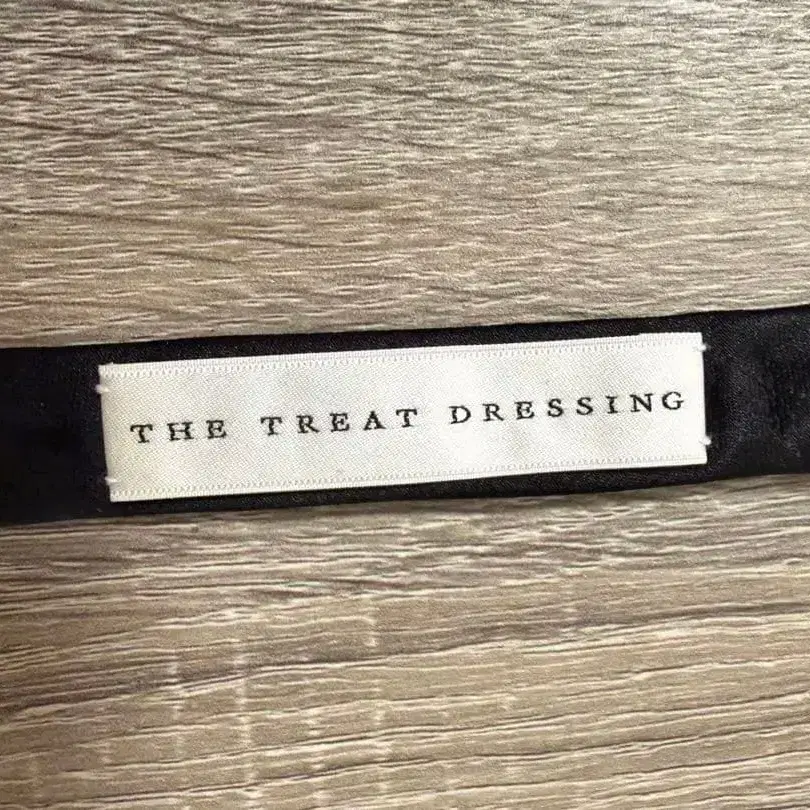 THE TREAT DRESSING